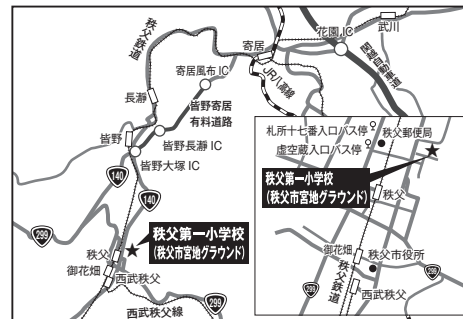 秩父鉄道
花園IC
武川
寄居
関越自動車道
寄居風布IC
JR八高線
長瀞
皆野寄居
有料道路
皆野
皆野長瀞IC
皆野大塚IC
140
140
299
秩父第一小学校
(秩父市宮地グラウンド)
秩父
御花畑
西武秩父
西武秩父線
299
札所十七番入口バス停
秩父郵便局
虚空蔵入口バス停
秩父第一小学校
(秩父市宮地グラウンド)
秩父
御花畑
秩父市役所
秩父鉄道
299
299
西武秩父